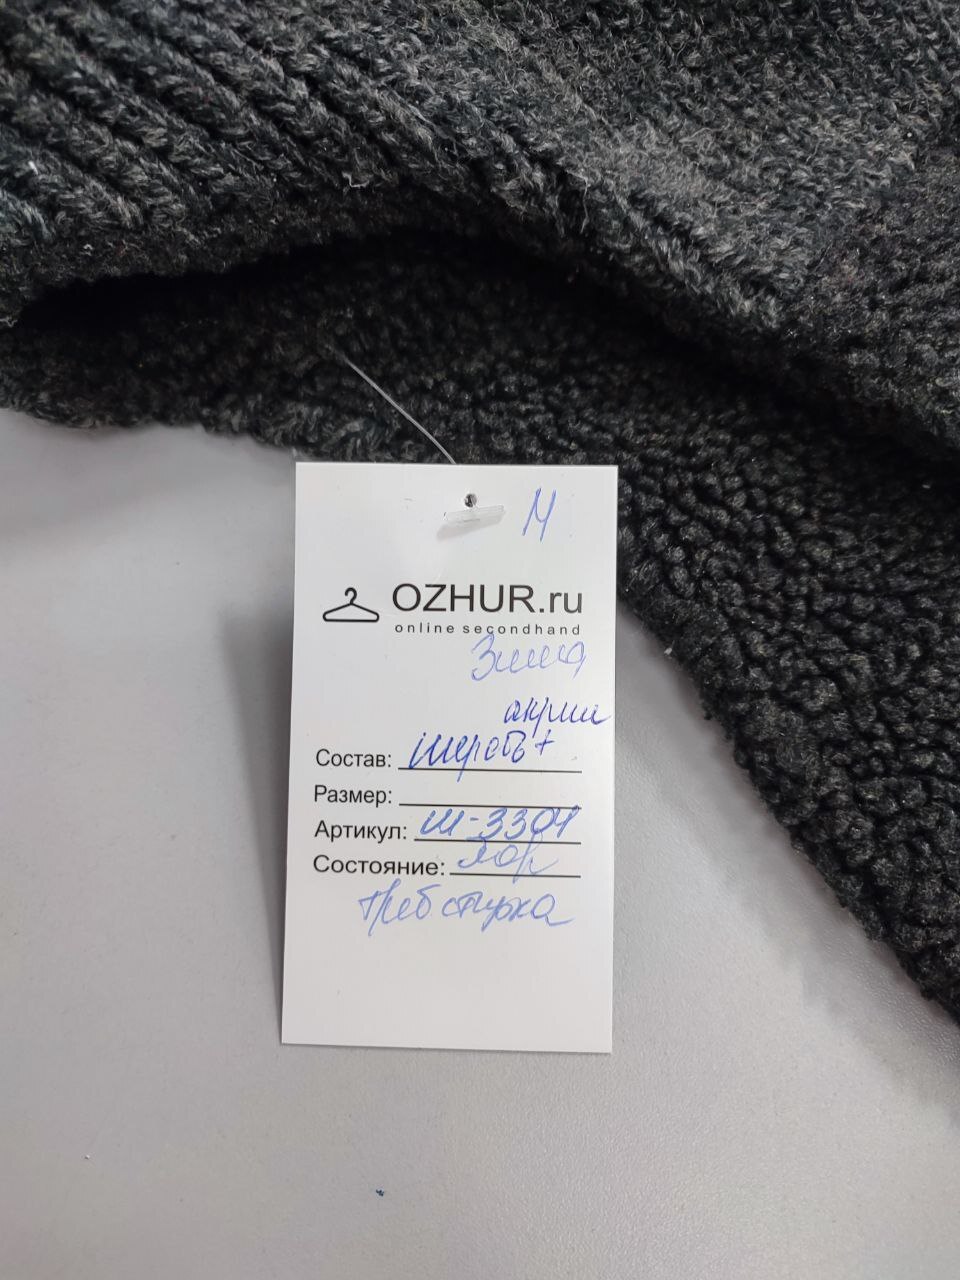 М
OZHUR.ru
online secondhand
Зима
акрил
Состав: шерсть +
Размер:
Артикул: Ш-3304
Состояние: хор
треб стирка